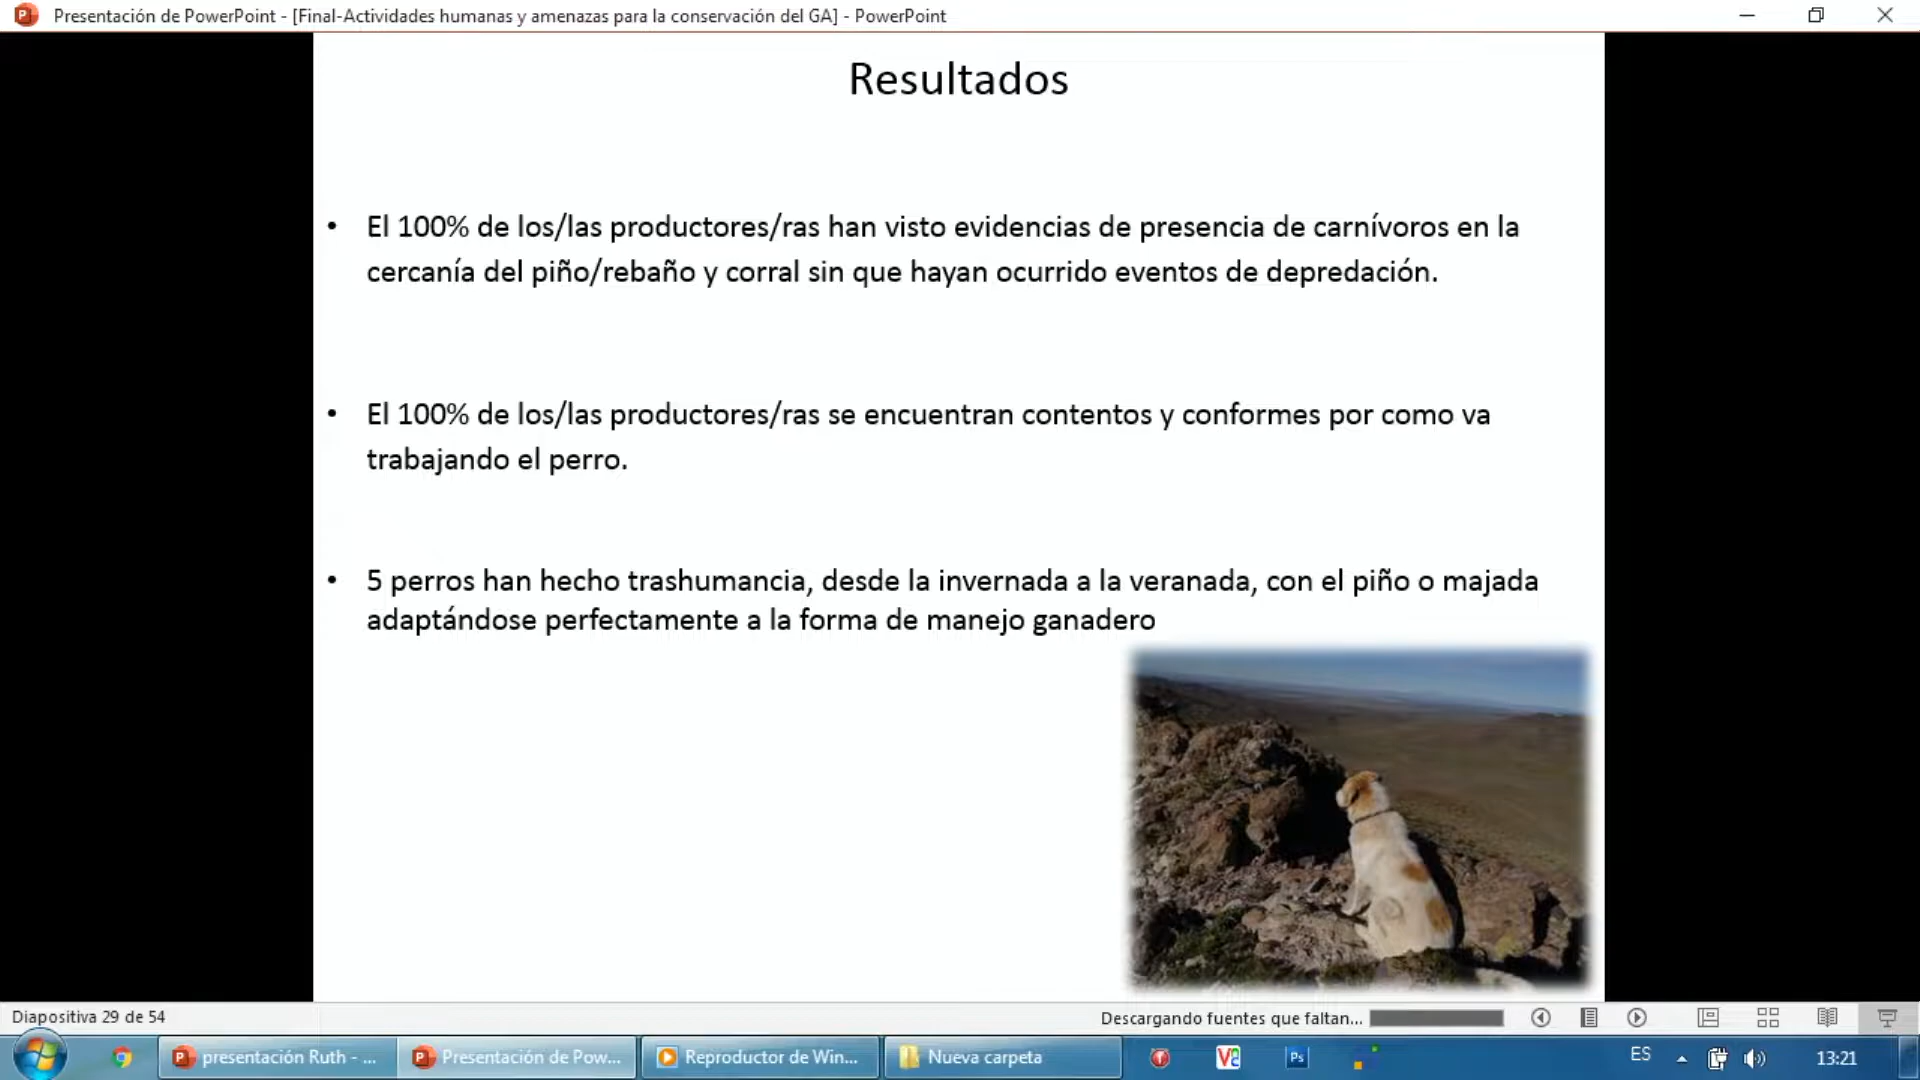 Presentación de PowerPoint - [Final-Actividades humanas y amenazas para la conservación del GA] - PowerPoint
Resultados
• El 100% de los/las productores/ras han visto evidencias de presencia de carnívoros en la
cercanía del piño/rebaño y corral sin que hayan ocurrido eventos de depredación.
• El 100% de los/las productores/ras se encuentran contentos y conformes por como va
trabajando el perro.
• 5 perros han hecho trashumancia, desde la invernada a la veranada, con el piño o majada
adaptándose perfectamente a la forma de manejo ganadero
Diapositiva 29 de 54
Descargando fuentes que faltan...
presentación Ruth - ...
Presentación de Pow...
Reproductor de Win...
Nueva carpeta
Ps
ES
13:21